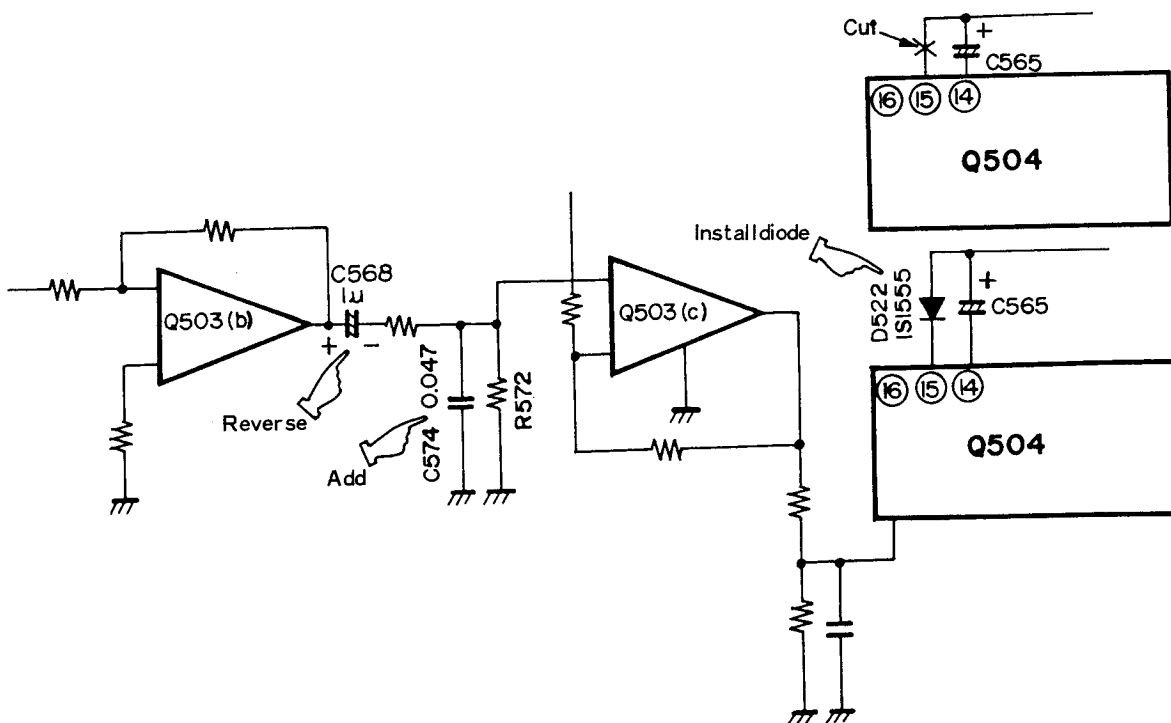 Cut
+
C565
16 15 14
Q504
Install diode
D522
1S1555
+
C565
16 15 14
Q504
C568
1μ
Q503(b)
+ -
Reverse
Add
C574 0.047
R572
Q503(c)